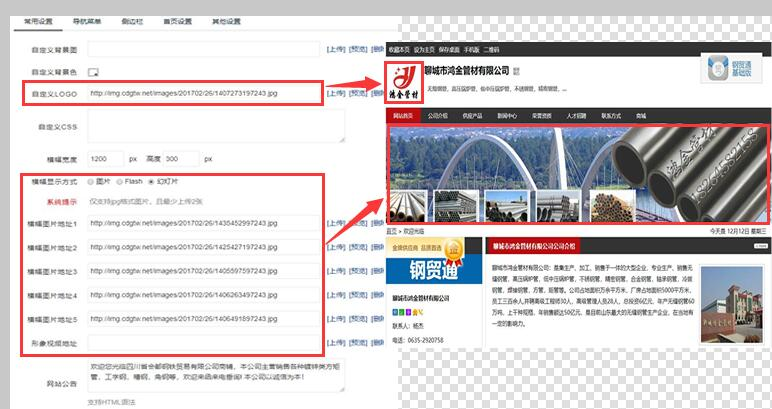 常用设置 导航菜单 侧边栏 首页设置 其他设置
自定义背景图 [上传] [预览] [删
自定义背景色
自定义LOGO http://img.cdgtw.net/images/201702/26/1407273197243.jpg [上传] [预览] [删
自定义CSS
横幅宽度 1200 px 高度 300 px
横幅显示方式 图片 Flash 幻灯片
系统提示 仅支持jpg格式图片，且最少上传2张
横幅图片地址1 http://img.cdgtw.net/images/201702/26/1435452997243.jpg [上传] [预览] [删
横幅图片地址2 http://img.cdgtw.net/images/201702/26/1425427197243.jpg [上传] [预览] [删
横幅图片地址3 http://img.cdgtw.net/images/201702/26/1405597597243.jpg [上传] [预览] [删
横幅图片地址4 http://img.cdgtw.net/images/201702/26/1406263497243.jpg [上传] [预览] [删
横幅图片地址5 http://img.cdgtw.net/images/201702/26/1406491897243.jpg [上传] [预览] [删
形象视频地址 [上传] [预览] [删
网站公告 欢迎您光临四川省会都钢铁贸易有限公司商铺，本公司主营销售各种镀锌类方矩
管、工字钢、槽钢、角钢等，欢迎来函来电垂询! 本公司以诚信为本!
支持HTML语法
收藏本页 设为主页 保存桌面 手机版 二维码
聊城市鸿金管材有限公司
钢贸通
基础版
鸿金管材
无缝钢管、高压锅炉管、低中压锅炉管、不锈钢管、精密钢管、...
网站首页 公司介绍 供应产品 新闻中心 荣誉资质 人才招聘 联系方式 商城
鸿金管材
18265821581
首页 > 欢迎光临 今天是 12月12日 星期三
金牌供应商 品质首选
钢贸通
聊城市鸿金管材有限公司
联系人：杨杰
电话：0635-2920758
聊城市鸿金管材有限公司公司介绍
聊城市鸿金管材有限公司: 是集生产、加工、销售于一体的大型企业，专业生产、销售无
缝钢管、高压锅炉管、低中压锅炉管、不锈钢管、精密钢管、合金钢管、轴承钢管、冷拔
钢管、焊接钢管、方管、矩管等。公司占地面积万余平方米，厂房占地面积5000平方米，
员工三百余人并聘高级工程师30人，高级管理人员28人，总投资6亿元，年产无缝钢管60
万吨，上千种规格，年销售额达50亿元，是目前山东最大的无缝钢管生产企业，在当地有
一定的影响力。